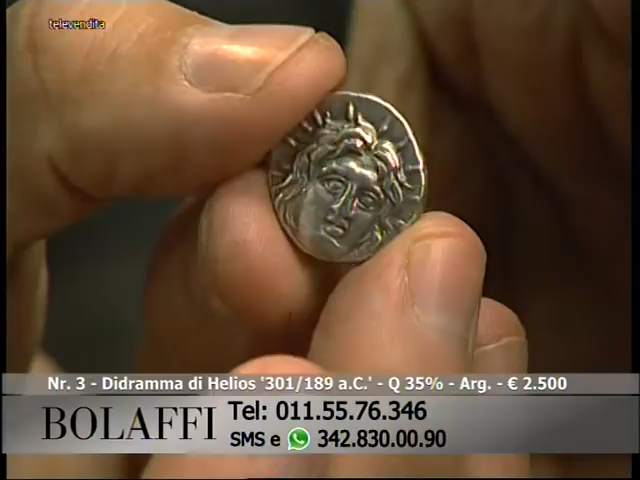 televendita
Nr. 3 - Didramma di Helios '301/189 a.C.' - Q 35% - Arg. - € 2.500
BOLAFFI
Tel: 011.55.76.346
SMS e 342.830.00.90